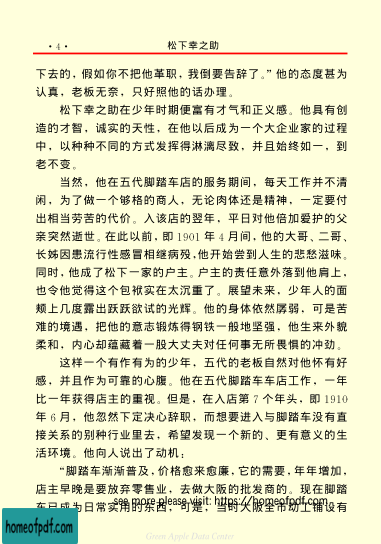 · 4 ·
松下幸之助
下去的，假如你不把他革职，我倒要告辞了。”他的态度甚为
认真，老板无奈，只好照他的话办理。
松下幸之助在少年时期便富有才气和正义感。他具有创
造的才智，诚实的天性，在他以后成为一个大企业家的过程
中，以种种不同的方式发挥得淋漓尽致，并且始终如一，到
老不变。
当然，他在五代脚踏车店的服务期间，每天工作并不清
闲，为了做一个够格的商人，无论肉体还是精神，一定要付
出相当劳苦的代价。入该店的翌年，平日对他倍加爱护的父
亲突然逝世。在此以前，即 1901 年 4 月间，他的大哥、二哥、
长姊因患流行性感冒相继病殁，他开始尝到人生的悲愁滋味。
同时，他成了松下一家的户主。户主的责任意外落到他肩上，
也令他觉得这个包袱实在太沉重了。展望未来，少年人的面
颊上几度露出跃跃欲试的光辉。他的身体依然孱弱，可是苦
难的境遇，把他的意志锻炼得钢铁一般地坚强，他生来外貌
柔和，内心却蕴藏着一股大丈夫对任何事无所畏惧的冲劲。
这样一个有作有为的少年，五代的老板自然对他怀有好
感，并且作为可靠的心腹。他在五代脚踏车车店工作，一年
比一年获得店主的重视。但是，在入店第 7 个年头，即 1910
年 6 月，他忽然下定决心辞职，而想要进入与脚踏车没有直
接关系的别种行业里去，希望发现一个新的、更有意义的生
活环境。他向人说出了动机：
“脚踏车渐渐普及，价格愈来愈廉，它的需要，年年增加，
店主早晚是要放弃零售业，去做大阪的批发商的。现在脚踏
车已成为日常实用的东西，可是，当时大阪全市动工铺设有
see more please visit: https://homeofpdf.com
homeofpdf.com
Green Apple Data Center